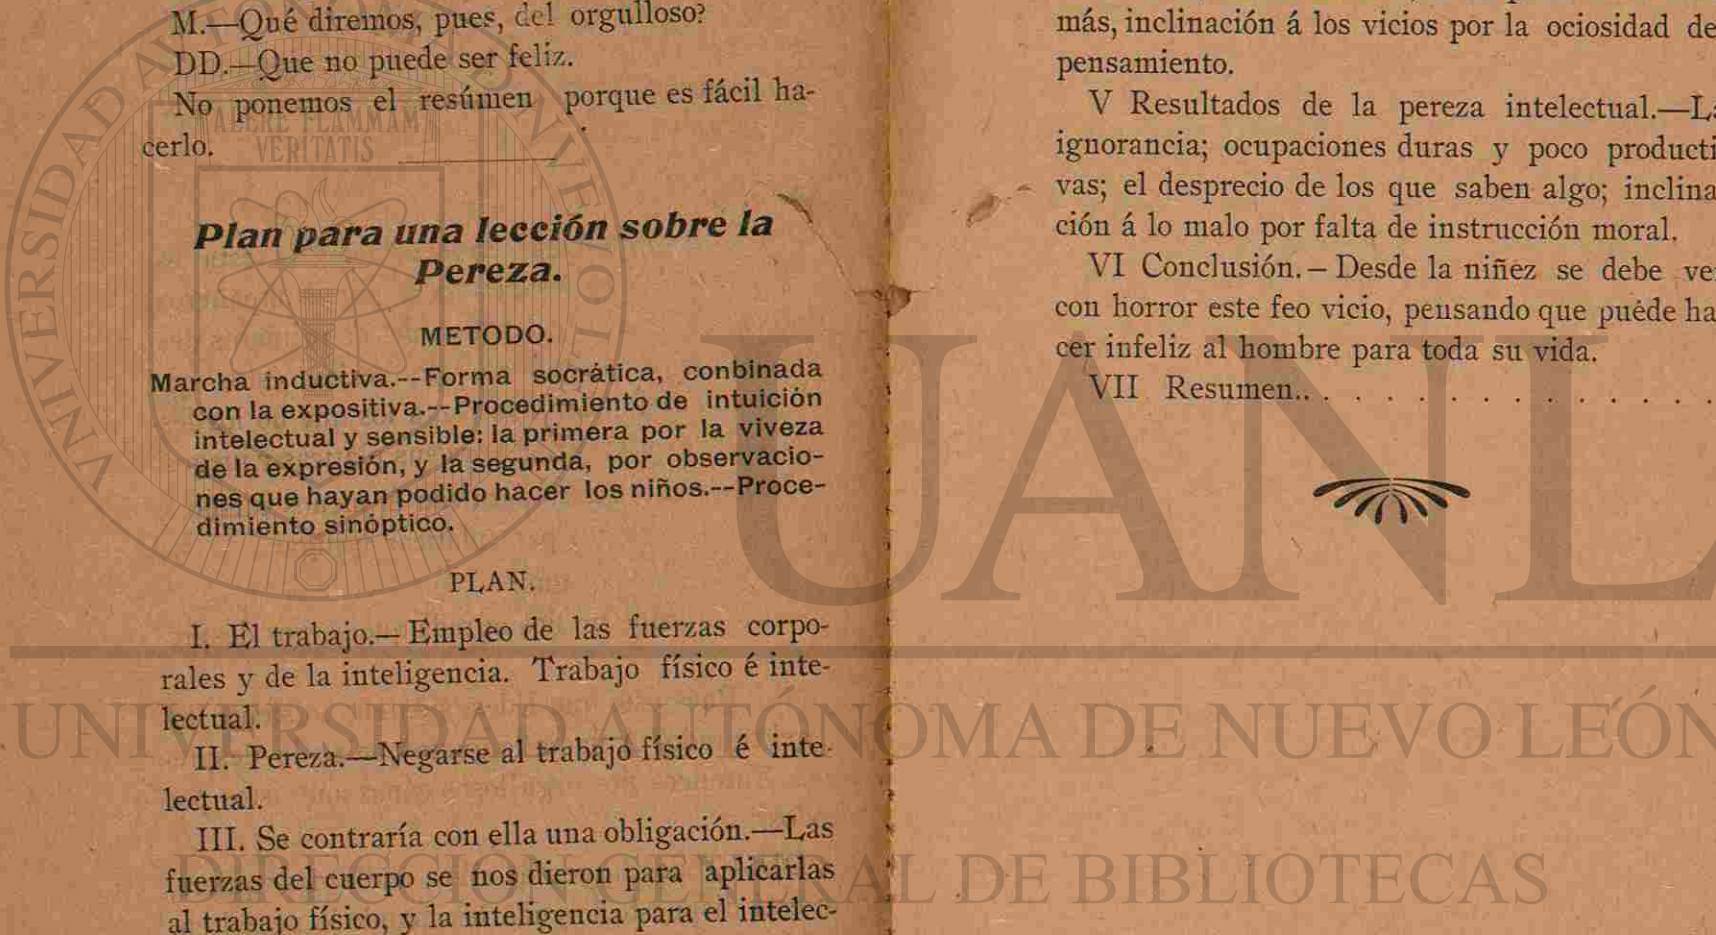 M.—Qué diremos, pues, del orgulloso?
DD.—Que no puede ser feliz.
No ponemos el resúmen porque es fácil ha-
cerlo.
Plan para una lección sobre la
Pereza.
METODO.
Marcha inductiva.--Forma socrática, conbinada
con la expositiva.--Procedimiento de intuición
intelectual y sensible: la primera por la viveza
de la expresión, y la segunda, por observacio-
nes que hayan podido hacer los niños.--Proce-
dimiento sinóptico.
PLAN.
I. El trabajo.—Empleo de las fuerzas corpo-
rales y de la inteligencia. Trabajo físico é inte-
lectual.
II. Pereza.—Negarse al trabajo físico é inte-
lectual.
III. Se contraría con ella una obligación.—Las
fuerzas del cuerpo se nos dieron para aplicarlas
al trabajo físico, y la inteligencia para el intelec-
más, inclinación á los vicios por la ociosidad de
pensamiento.
V Resultados de la pereza intelectual.—La
ignorancia; ocupaciones duras y poco producti
vas; el desprecio de los que saben algo; inclina
ción á lo malo por falta de instrucción moral.
VI Conclusión.—Desde la niñez se debe ve
con horror este feo vicio, pensando que puéde ha
cer infeliz al hombre para toda su vida.
VII Resumen.. . . . . . . . . . . . . .
UANL
UNIVERSIDAD AUTÓNOMA DE NUEVO LEÓN
DIRECCIÓN GENERAL DE BIBLIOTECAS
ALERE FLAMMAM
VERITATIS